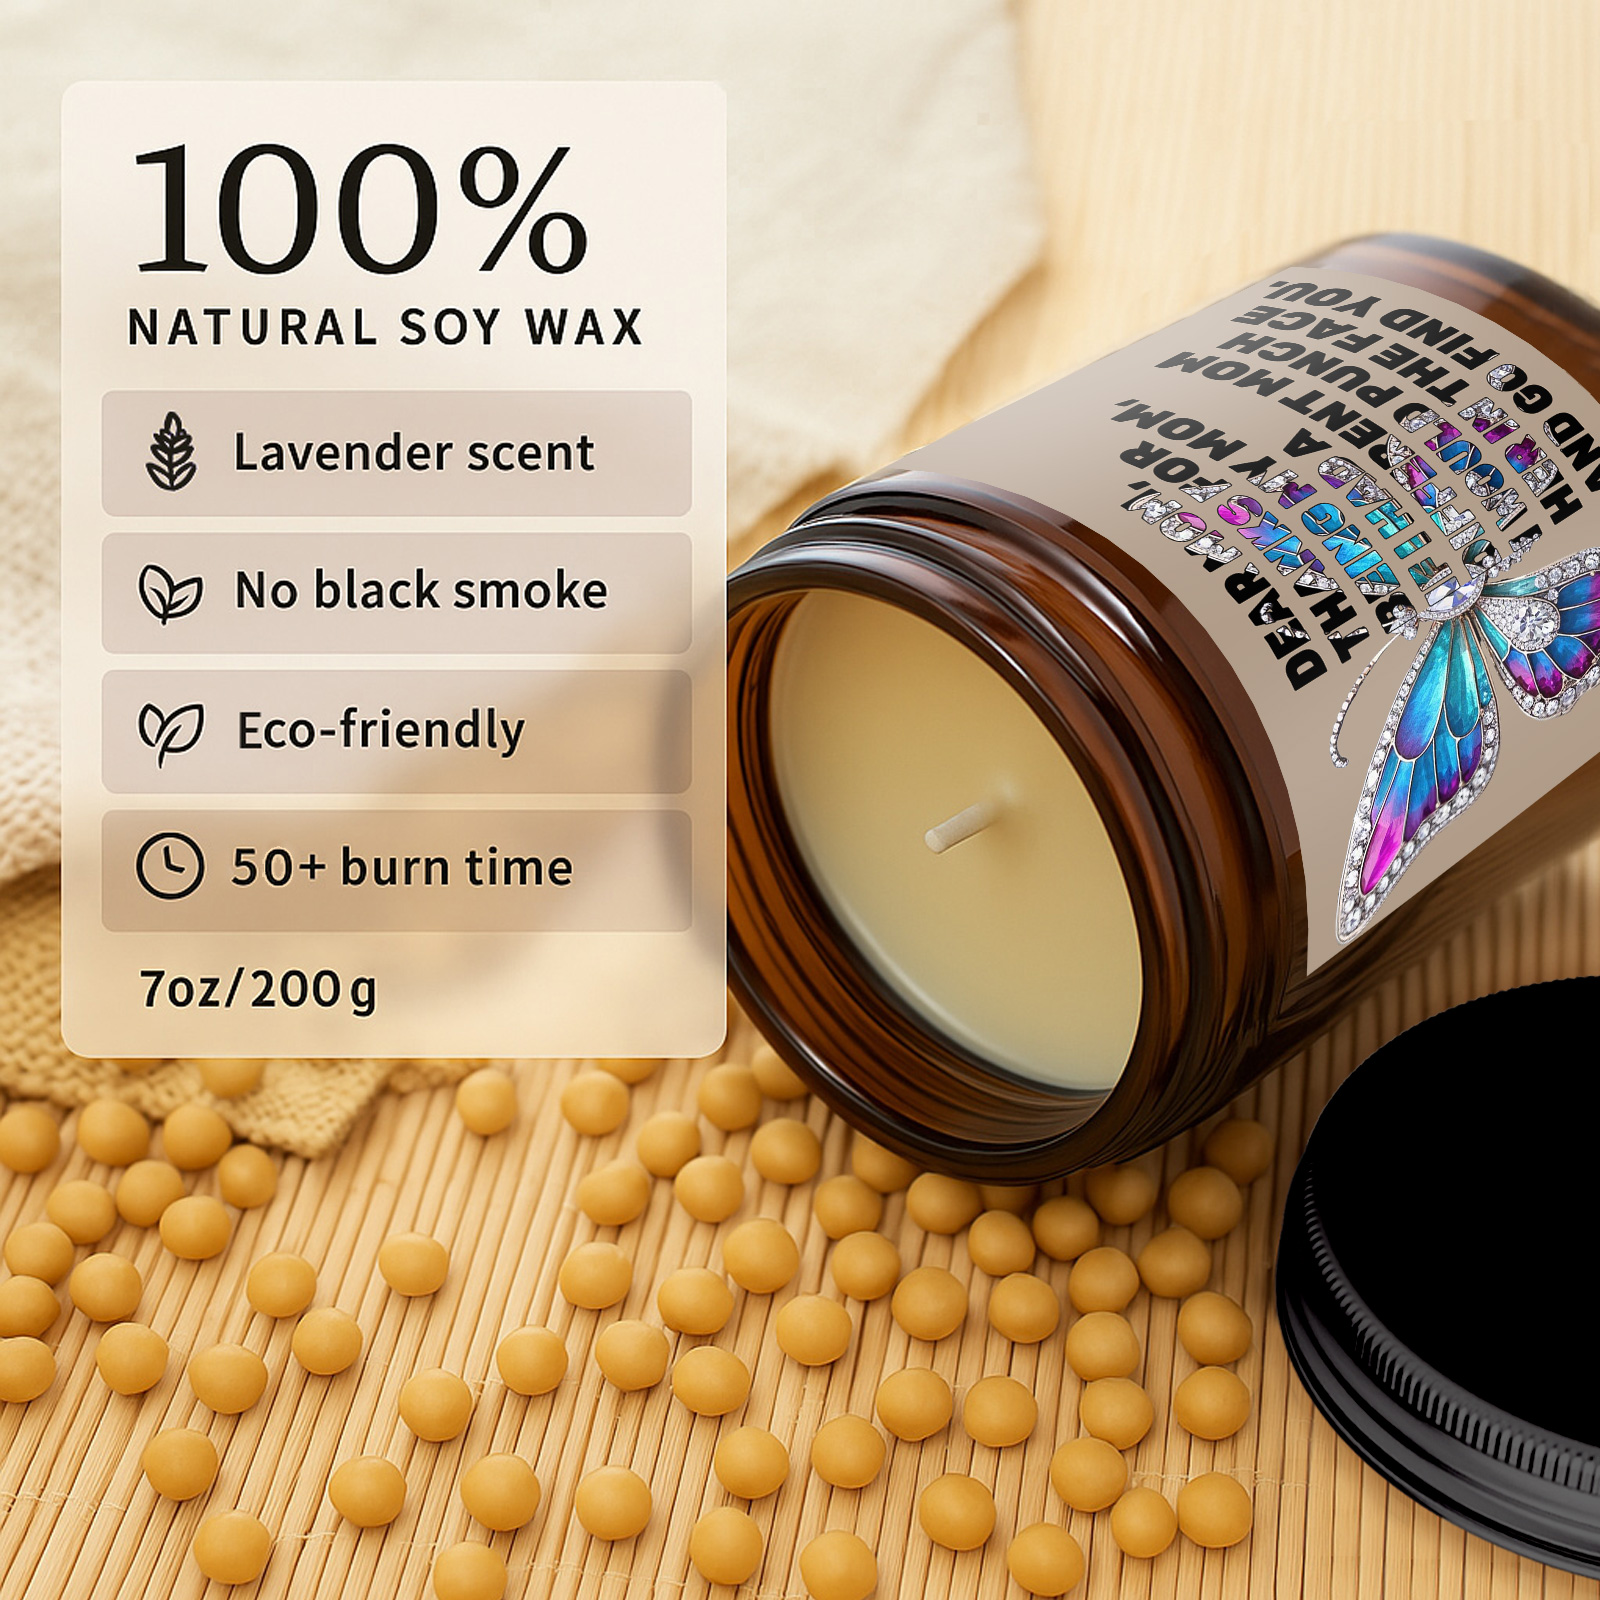 100%
NATURAL SOY WAX
Lavender scent
No black smoke
Eco-friendly
50+ burn time
7oz/200g
DEAR MOM,
THANKS FOR
BEING MY MOM,
IF I HAD A
DIFFERENT MOM
I WOULD PUNCH
HER IN THE FACE
AND GO FIND YOU.